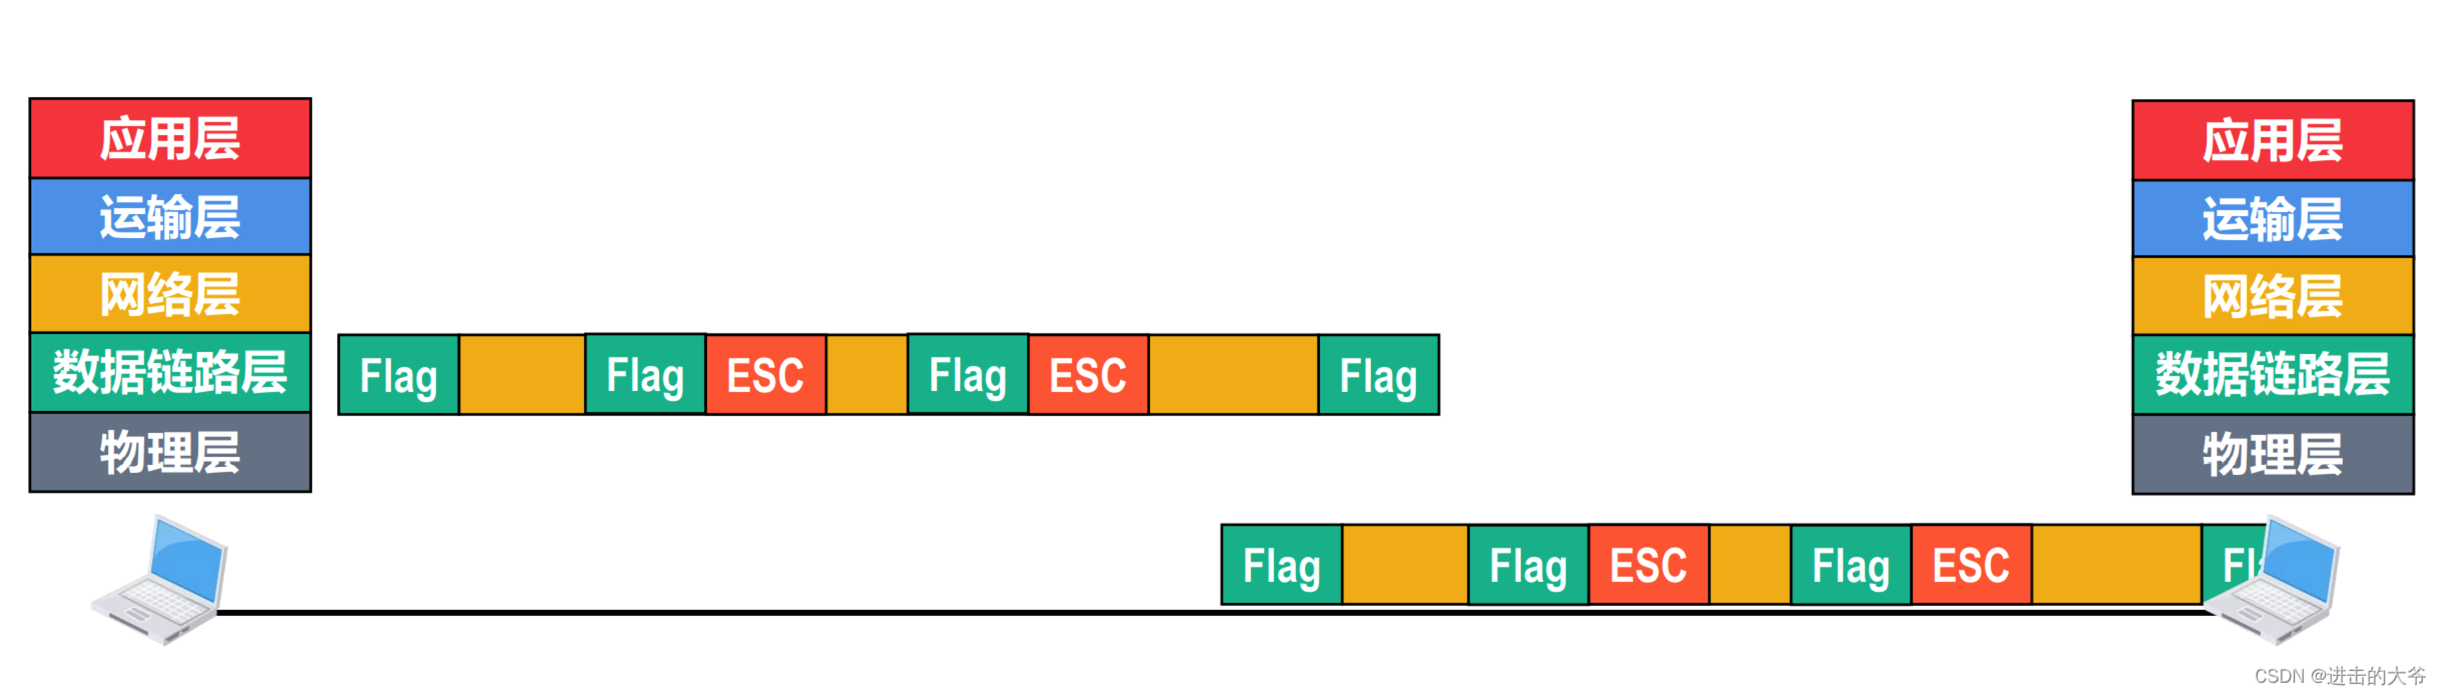 应用层
运输层
网络层
数据链路层
物理层
应用层
运输层
网络层
数据链路层
物理层
Flag Flag ESC Flag ESC Flag
Flag Flag ESC Flag ESC Fl
CSDN @进击的大爷